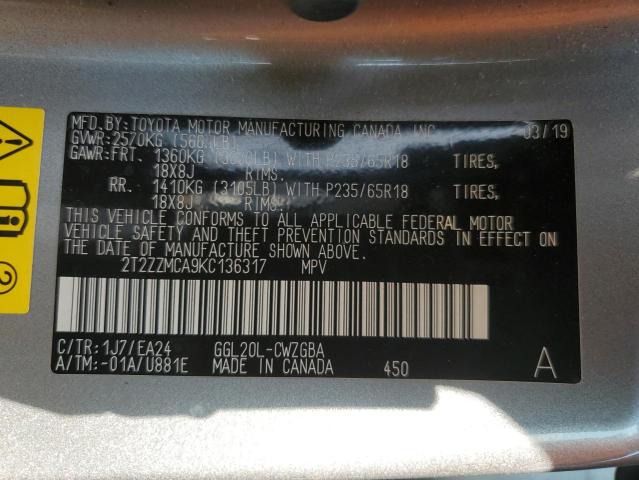 MFD.BY:TOYOTA MOTOR MANUFACTURING CANADA INC. 03/19
GVWR:2570KG
GAWR:FRT. 1360KG LB) WITH P235/65R18 TIRES,
18X8J RIMS.
RR. 1410KG (3105LB) WITH P235/65R18 TIRES,
18X8J RIMS.
THIS VEHICLE CONFORMS TO ALL APPLICABLE FEDERAL MOTOR
VEHICLE SAFETY AND THEFT PREVENTION STANDARDS IN EFFECT ON
THE DATE OF MANUFACTURE SHOWN ABOVE.
2T2ZZMCA9KC136317 MPV
C/TR:1J7/EA24 GGL20L-CWZGBA
A/TM:-01A/U881E MADE IN CANADA 450 A
2